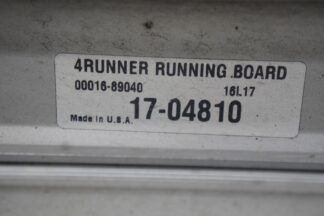 4RUNNER RUNNING BOARD
00016-89040 16L17
Made in U.S.A. 17-04810